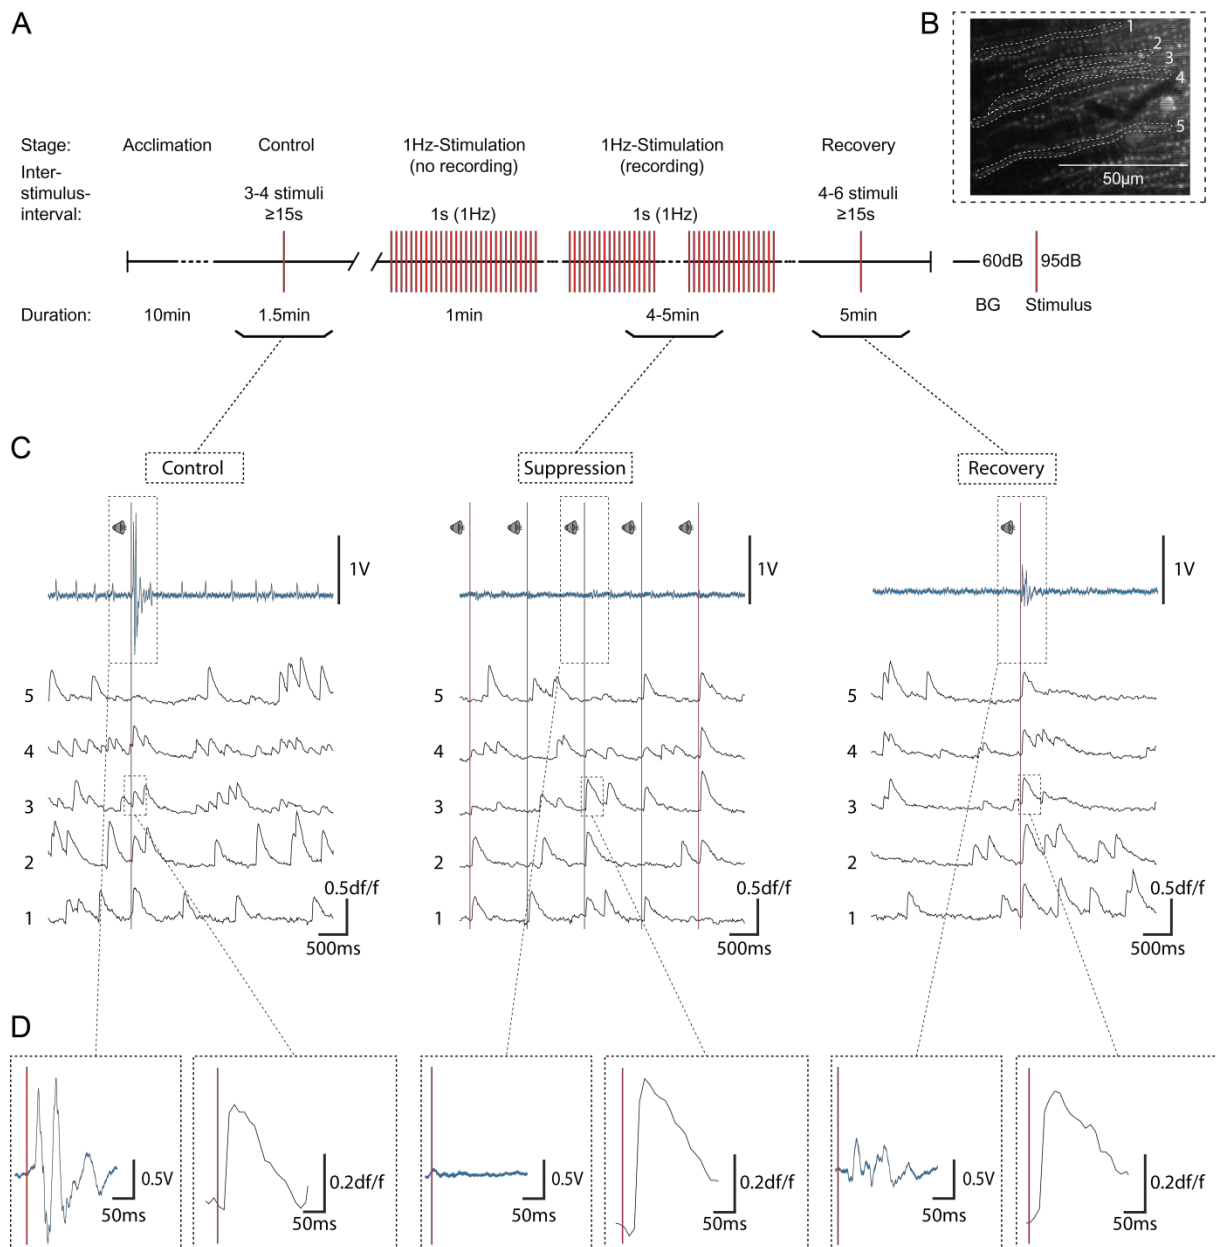 A
B
1
2
3
4
5
50µm
Stage:
Acclimation
Control
1Hz-Stimulation
(no recording)
1Hz-Stimulation
(recording)
Recovery
Inter-
stimulus-
interval:
3-4 stimuli
≥15s
1s (1Hz)
1s (1Hz)
4-6 stimuli
≥15s
60dB
95dB
BG
Stimulus
Duration:
10min
1.5min
1min
4-5min
5min
C
Control
Suppression
Recovery
1V
1V
1V
5
4
3
2
1
0.5df/f
500ms
5
4
3
2
1
0.5df/f
500ms
5
4
3
2
1
0.5df/f
500ms
D
0.5V
50ms
0.2df/f
50ms
0.5V
50ms
0.2df/f
50ms
0.5V
50ms
0.2df/f
50ms